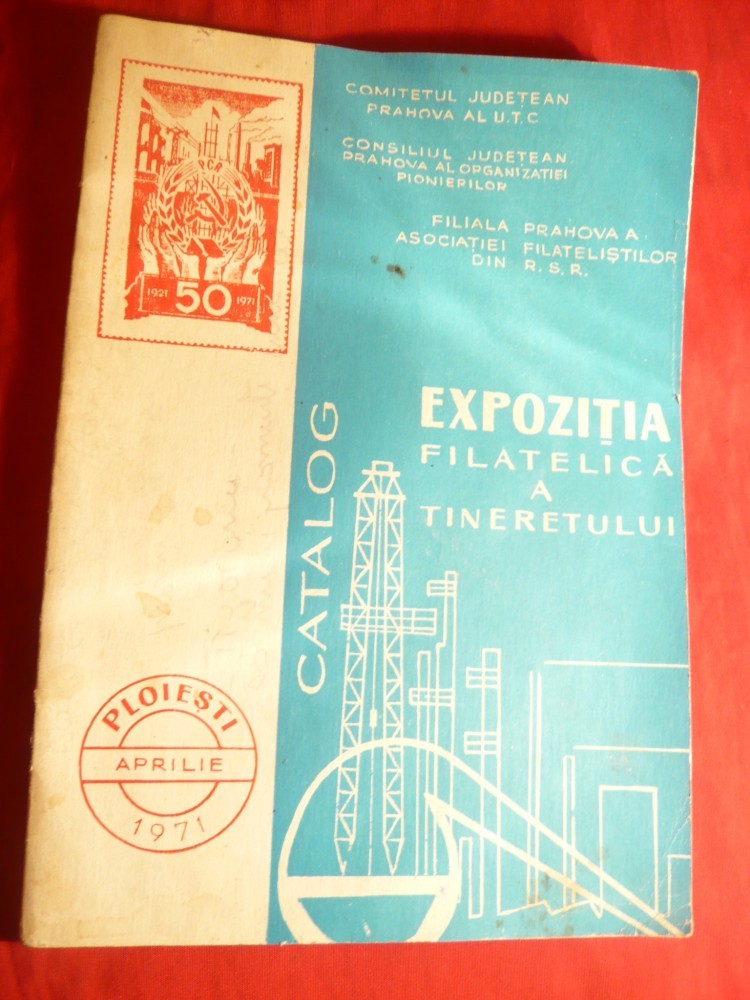 P.C.R
1921 50 1971
COMITETUL JUDEȚEAN
PRAHOVA AL U.T.C
CONSILIUL JUDEȚEAN
PRAHOVA AL ORGANIZAȚIEI
PIONIERILOR
FILIALA PRAHOVA A
ASOCIAȚIEI FILATELIȘTILOR
DIN R.S.R.
EXPOZIȚIA
FILATELICĂ
A
TINERETULUI
CATALOG
PLOIEȘTI
APRILIE
1971